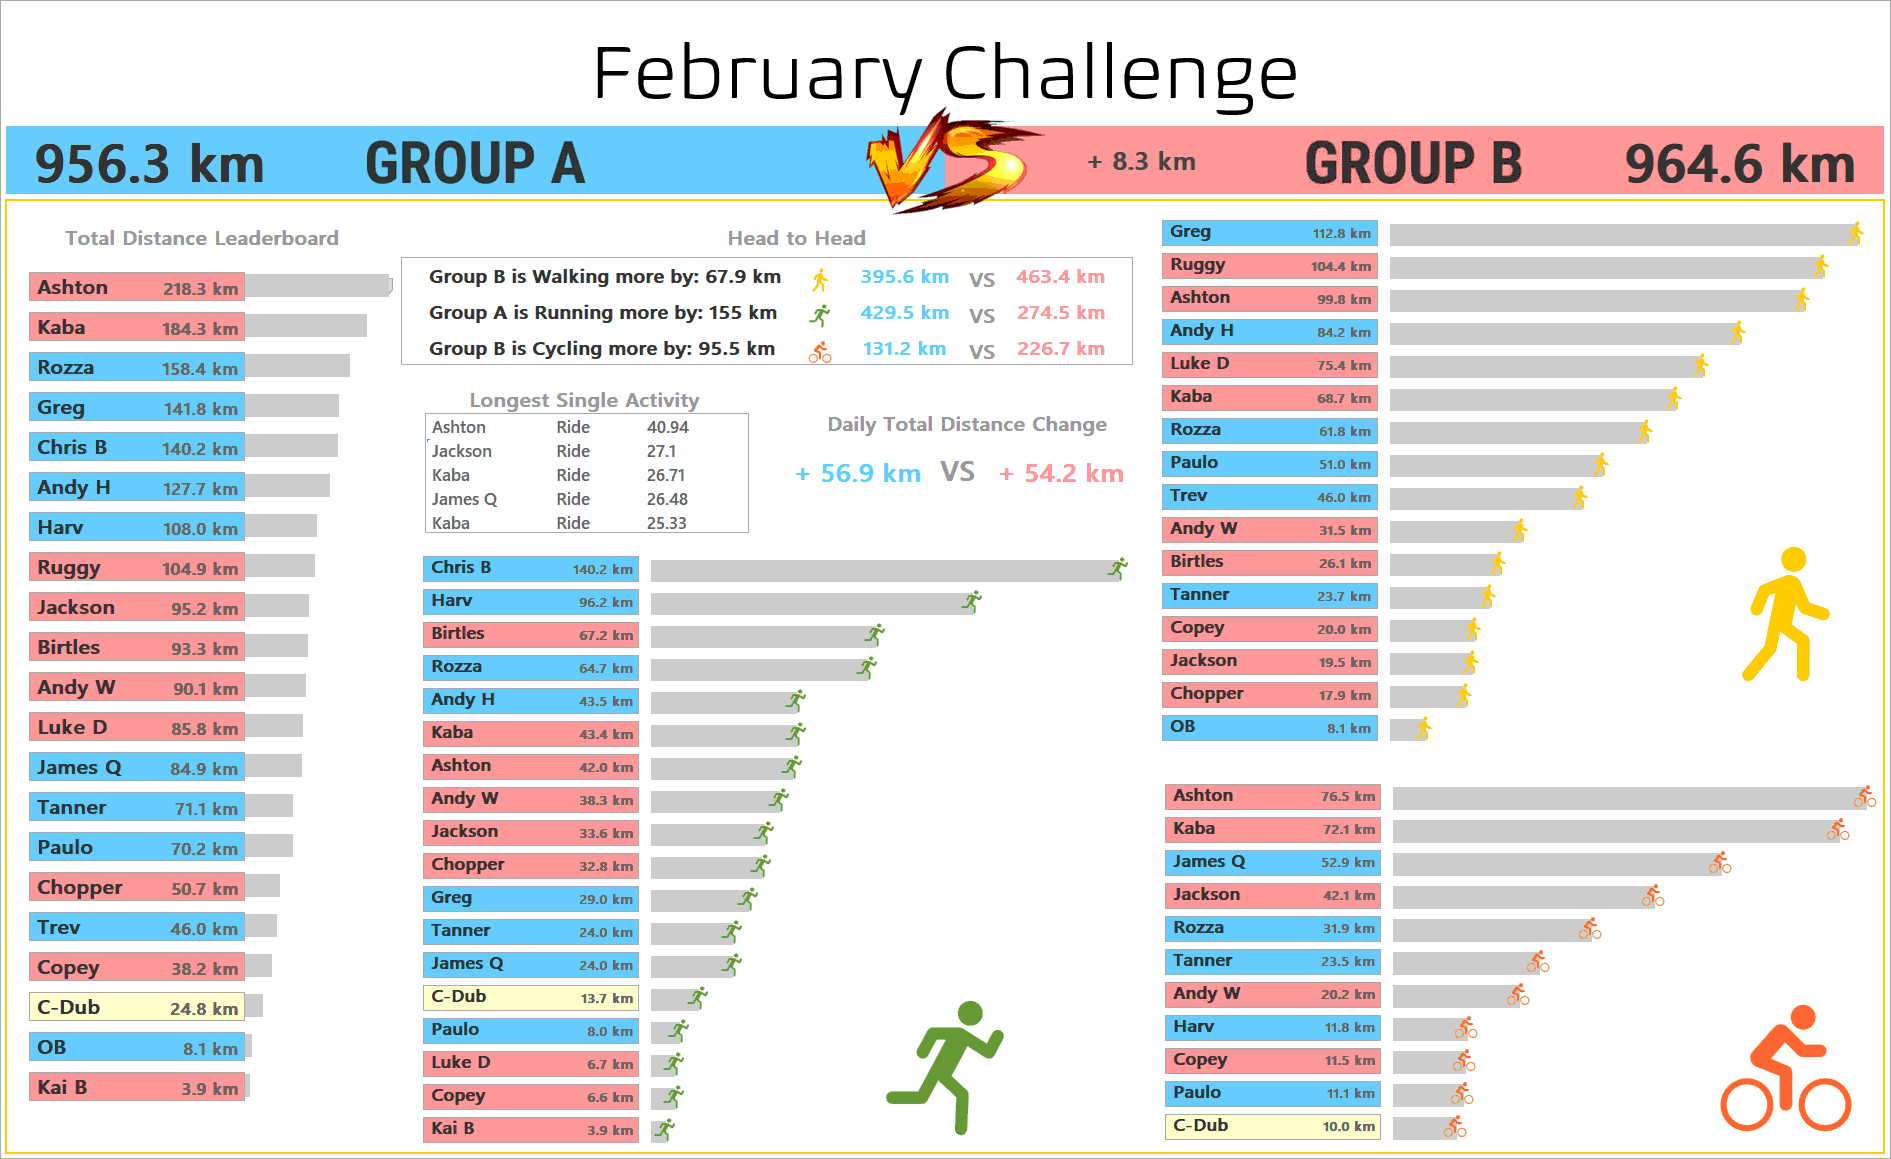 February Challenge
956.3 km GROUP A VS + 8.3 km GROUP B 964.6 km
Total Distance Leaderboard
Ashton 218.3 km
Kaba 184.3 km
Rozza 158.4 km
Greg 141.8 km
Chris B 140.2 km
Andy H 127.7 km
Harv 108.0 km
Ruggy 104.9 km
Jackson 95.2 km
Birtles 93.3 km
Andy W 90.1 km
Luke D 85.8 km
James Q 84.9 km
Tanner 71.1 km
Paulo 70.2 km
Chopper 50.7 km
Trev 46.0 km
Copey 38.2 km
C-Dub 24.8 km
OB 8.1 km
Kai B 3.9 km
Head to Head
Group B is Walking more by: 67.9 km 395.6 km VS 463.4 km
Group A is Running more by: 155 km 429.5 km VS 274.5 km
Group B is Cycling more by: 95.5 km 131.2 km VS 226.7 km
Longest Single Activity
Ashton Ride 40.94
Jackson Ride 27.1
Kaba Ride 26.71
James Q Ride 26.48
Kaba Ride 25.33
Daily Total Distance Change
+ 56.9 km VS + 54.2 km
Chris B 140.2 km
Harv 96.2 km
Birtles 67.2 km
Rozza 64.7 km
Andy H 43.5 km
Kaba 43.4 km
Ashton 42.0 km
Andy W 38.3 km
Jackson 33.6 km
Chopper 32.8 km
Greg 29.0 km
Tanner 24.0 km
James Q 24.0 km
C-Dub 13.7 km
Paulo 8.0 km
Luke D 6.7 km
Copey 6.6 km
Kai B 3.9 km
Greg 112.8 km
Ruggy 104.4 km
Ashton 99.8 km
Andy H 84.2 km
Luke D 75.4 km
Kaba 68.7 km
Rozza 61.8 km
Paulo 51.0 km
Trev 46.0 km
Andy W 31.5 km
Birtles 26.1 km
Tanner 23.7 km
Copey 20.0 km
Jackson 19.5 km
Chopper 17.9 km
OB 8.1 km
Ashton 76.5 km
Kaba 72.1 km
James Q 52.9 km
Jackson 42.1 km
Rozza 31.9 km
Tanner 23.5 km
Andy W 20.2 km
Harv 11.8 km
Copey 11.5 km
Paulo 11.1 km
C-Dub 10.0 km